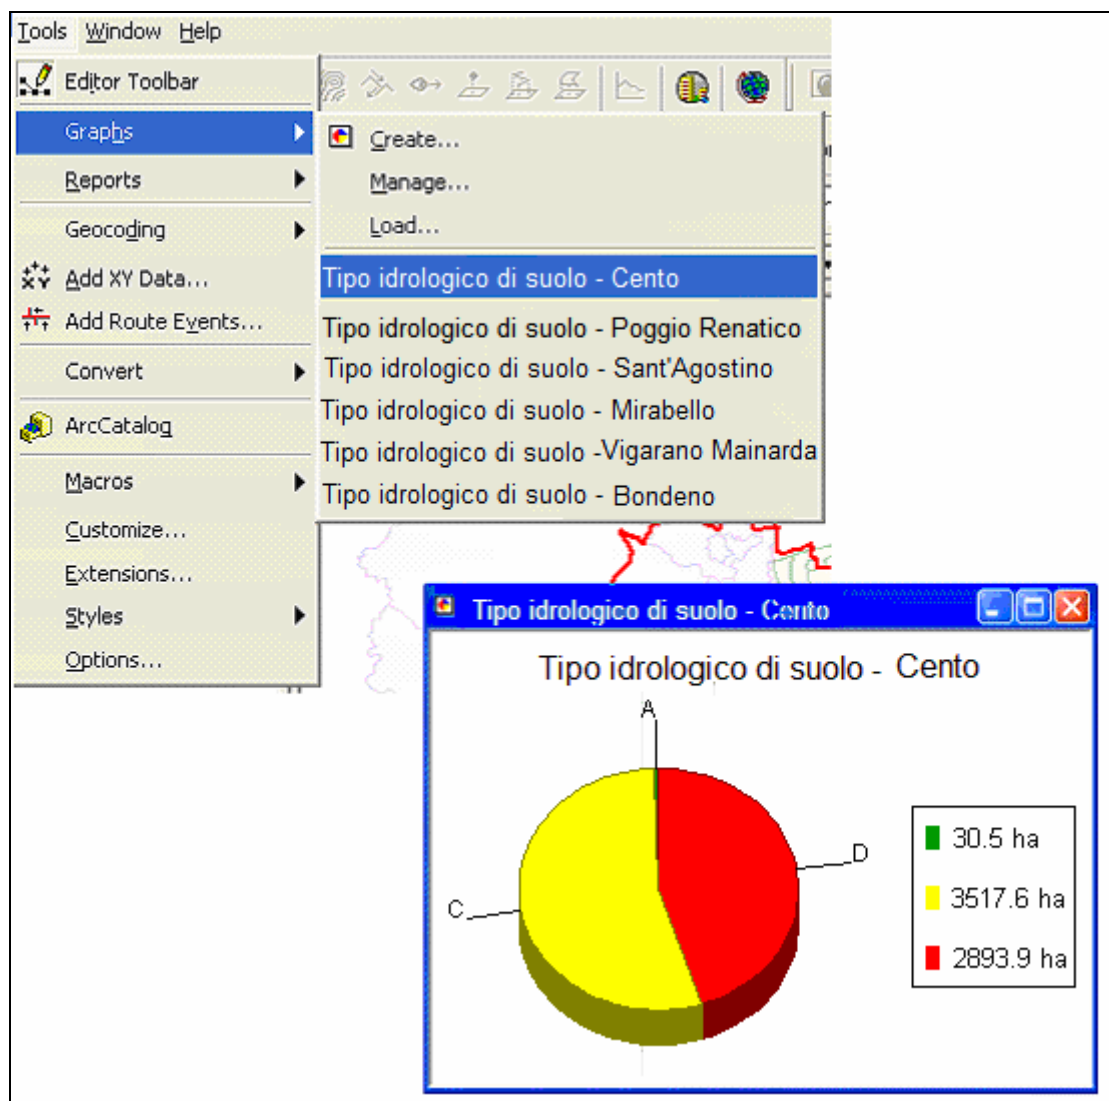 Tools Window Help
Editor Toolbar
Graphs
Reports
Geocoding
Add XY Data...
Add Route Events...
Convert
ArcCatalog
Macros
Customize...
Extensions...
Styles
Options...
Create...
Manage...
Load...
Tipo idrologico di suolo - Cento
Tipo idrologico di suolo - Poggio Renatico
Tipo idrologico di suolo - Sant'Agostino
Tipo idrologico di suolo - Mirabello
Tipo idrologico di suolo -Vigarano Mainarda
Tipo idrologico di suolo - Bondeno
Tipo idrologico di suolo - Cento
Tipo idrologico di suolo - Cento
A
D
C
30.5 ha
3517.6 ha
2893.9 ha